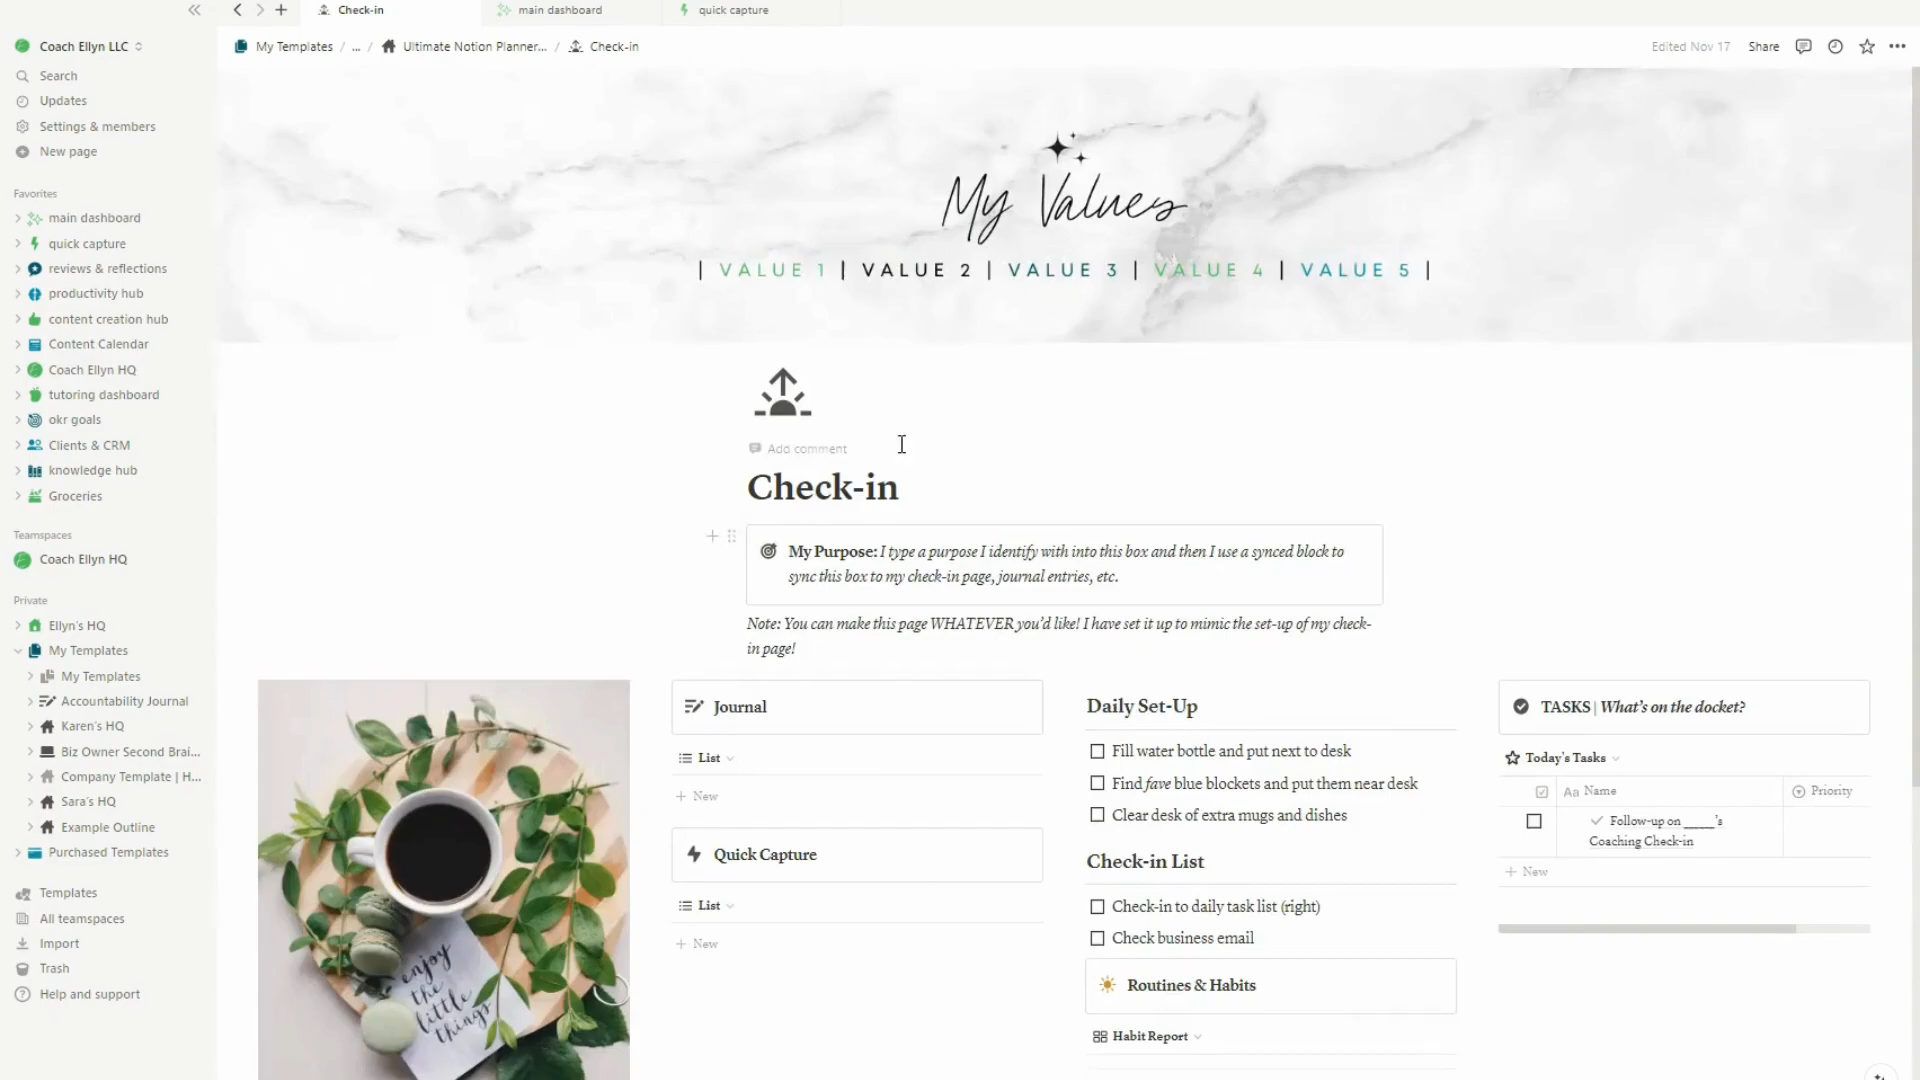 Check-in
main dashboard
quick capture
Coach Ellyn LLC
My Templates / ... / Ultimate Notion Planner... / Check-in
Edited Nov 17
Share
Search
Updates
Settings & members
New page
Favorites
main dashboard
quick capture
reviews & reflections
productivity hub
content creation hub
Content Calendar
Coach Ellyn HQ
tutoring dashboard
okr goals
Clients & CRM
knowledge hub
Groceries
Teamspaces
Coach Ellyn HQ
Private
Ellyn's HQ
My Templates
My Templates
Accountability Journal
Karen's HQ
Biz Owner Second Brai...
Company Template | H...
Sara's HQ
Example Outline
Purchased Templates
Templates
All teamspaces
Import
Trash
Help and support
My Values
| VALUE 1 | VALUE 2 | VALUE 3 | VALUE 4 | VALUE 5 |
Add comment
Check-in
My Purpose: I type a purpose I identify with into this box and then I use a synced block to
sync this box to my check-in page, journal entries, etc.
Note: You can make this page WHATEVER you'd like! I have set it up to mimic the set-up of my check-
in page!
enjoy
the
little
things
Journal
List
+ New
Quick Capture
List
+ New
Daily Set-Up
Fill water bottle and put next to desk
Find fave blue blockets and put them near desk
Clear desk of extra mugs and dishes
Check-in List
Check-in to daily task list (right)
Check business email
Routines & Habits
Habit Report
TASKS | What's on the docket?
Today's Tasks
Aa Name
Priority
Follow-up on _____'s
Coaching Check-in
+ New